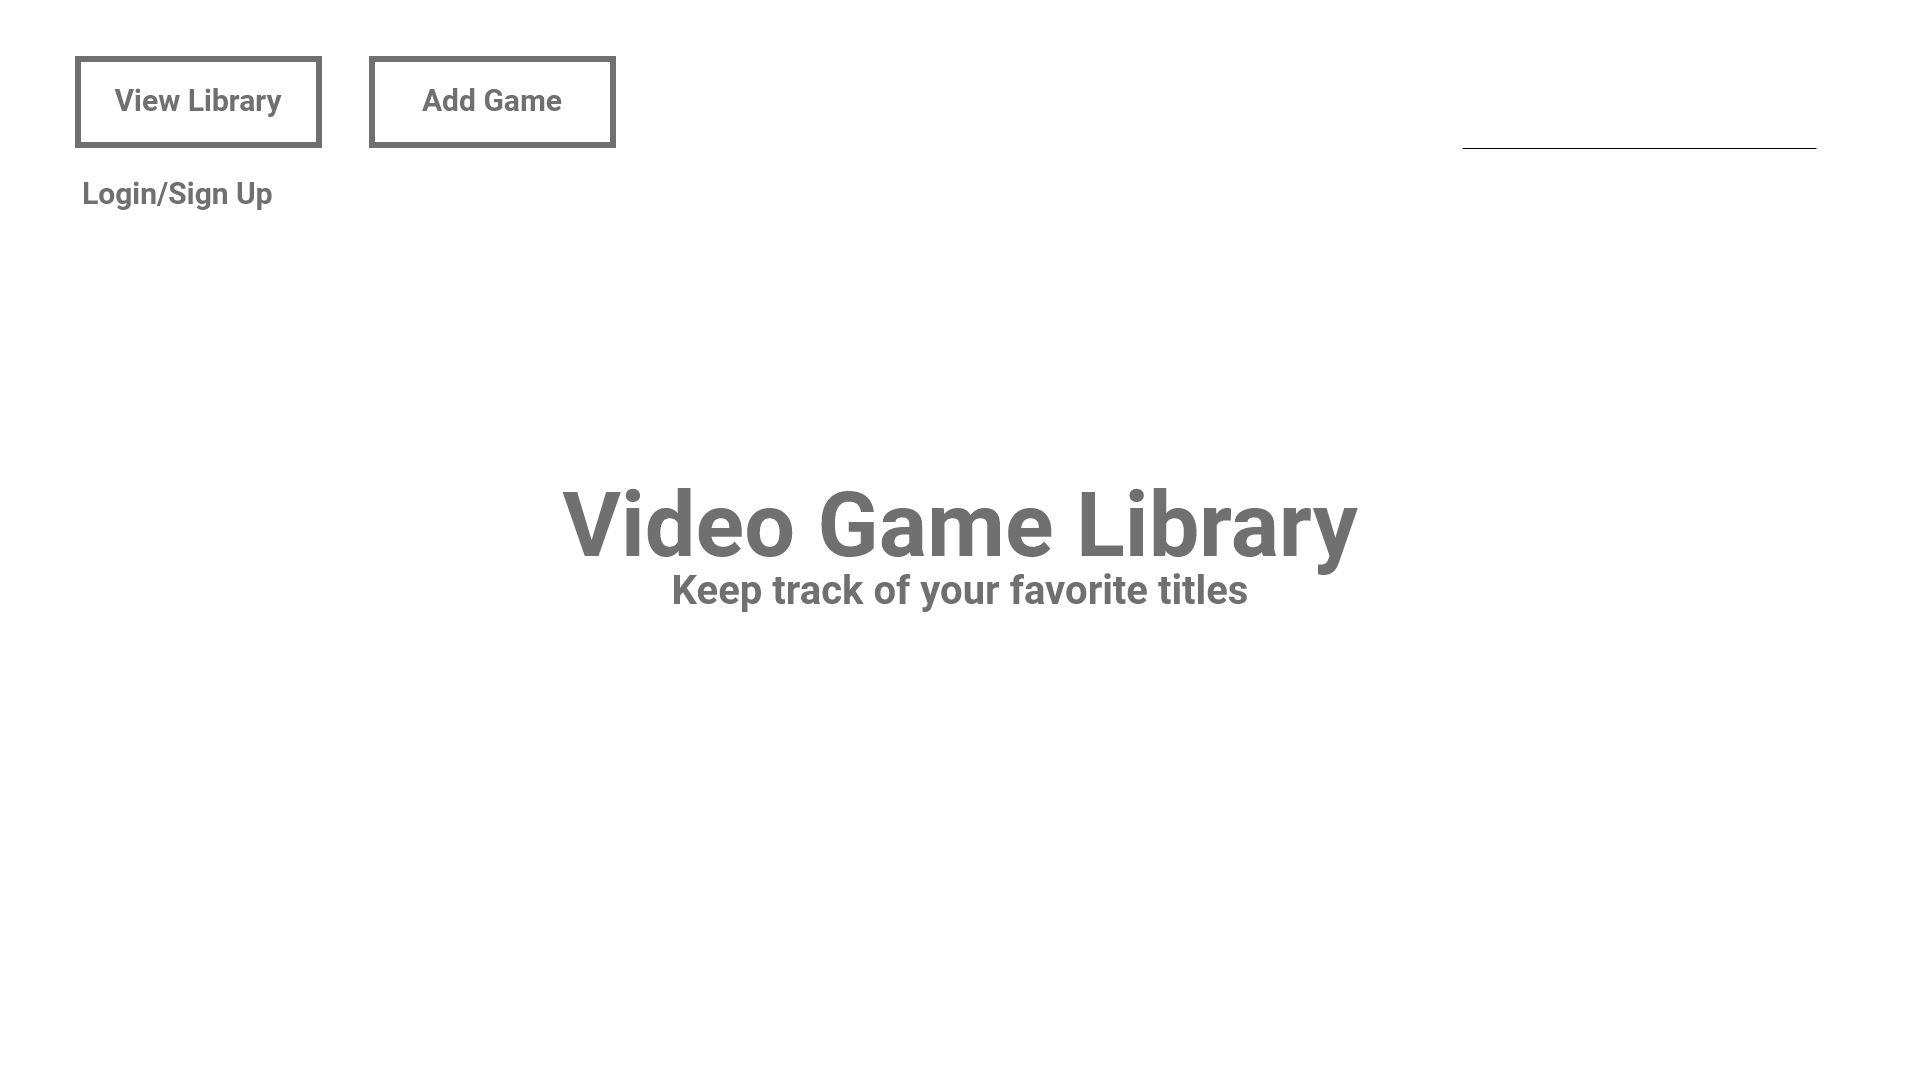 View Library
Add Game
Login/Sign Up
Video Game Library
Keep track of your favorite titles